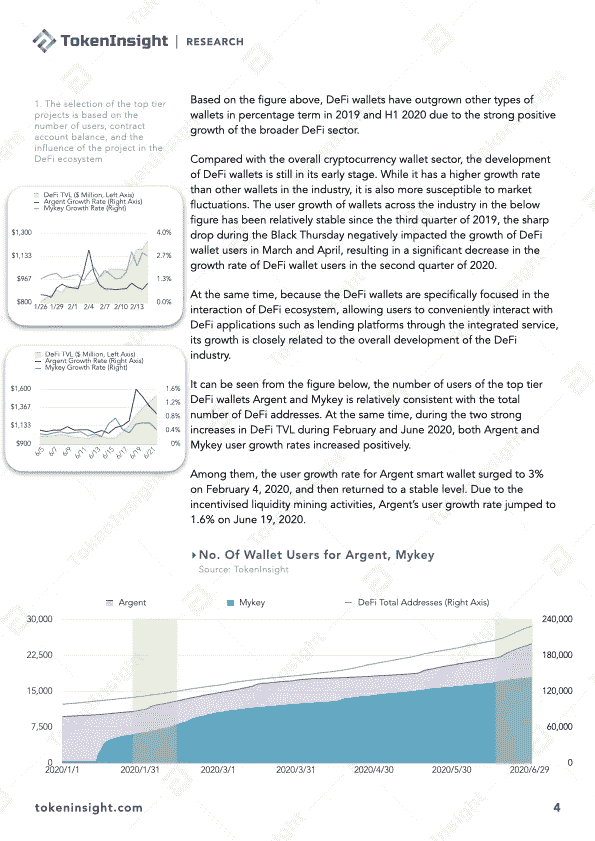 TokenInsight | RESEARCH
1. The selection of the top tier
projects is based on the
number of users, contract
account balance, and the
influence of the project in the
DeFi ecosystem
Based on the figure above, DeFi wallets have outgrown other types of
wallets in percentage term in 2019 and H1 2020 due to the strong positive
growth of the broader DeFi sector.
Compared with the overall cryptocurrency wallet sector, the development
of DeFi wallets is still in its early stage. While it has a higher growth rate
than other wallets in the industry, it is also more susceptible to market
fluctuations. The user growth of wallets across the industry in the below
figure has been relatively stable since the third quarter of 2019, the sharp
drop during the Black Thursday negatively impacted the growth of DeFi
wallet users in March and April, resulting in a significant decrease in the
growth rate of DeFi wallet users in the second quarter of 2020.
At the same time, because the DeFi wallets are specifically focused in the
interaction of DeFi ecosystem, allowing users to conveniently interact with
DeFi applications such as lending platforms through the integrated service,
its growth is closely related to the overall development of the DeFi
industry.
It can be seen from the figure below, the number of users of the top tier
DeFi wallets Argent and Mykey is relatively consistent with the total
number of DeFi addresses. At the same time, during the two strong
increases in DeFi TVL during February and June 2020, both Argent and
Mykey user growth rates increased positively.
Among them, the user growth rate for Argent smart wallet surged to 3%
on February 4, 2020, and then returned to a stable level. Due to the
incentivised liquidity mining activities, Argent's user growth rate jumped to
1.6% on June 19, 2020.
DeFi TVL ($ Million, Left Axis)
Argent Growth Rate (Right Axis)
Mykey Growth Rate (Right)
$1,300 4.0%
$1,133 2.7%
$967 1.3%
$800 0.0%
1/26 1/29 2/1 2/4 2/7 2/10 2/13
DeFi TVL ($ Million, Left Axis)
Argent Growth Rate (Right Axis)
Mykey Growth Rate (Right Axis)
$1,600 1.6%
1.2%
$1,367
0.8%
$1,133
0.4%
$900 0%
6/5 6/7 6/9 6/11 6/13 6/15 6/17 6/19 6/21
No. Of Wallet Users for Argent, Mykey
Source: TokenInsight
Argent Mykey DeFi Total Addresses (Right Axis)
30,000 240,000
22,500 180,000
15,000 120,000
7,500 60,000
0 0
2020/1/1 2020/1/31 2020/3/1 2020/3/31 2020/4/30 2020/5/30 2020/6/29
tokeninsight.com 4